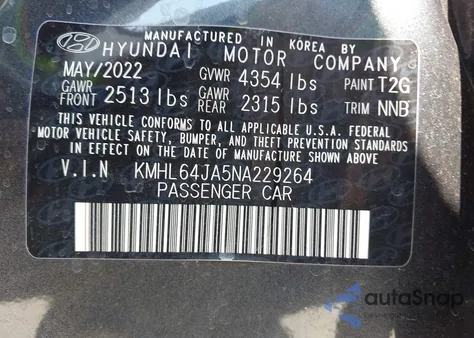 MANUFACTURED IN KOREA BY
HYUNDAI MOTOR COMPANY
MAY/2022 GVWR 4354 lbs PAINT T2G
GAWR FRONT 2513 lbs GAWR REAR 2315 lbs TRIM NNB
THIS VEHICLE CONFORMS TO ALL APPLICABLE U.S.A. FEDERAL
MOTOR VEHICLE SAFETY, BUMPER, AND THEFT PREVENTION STANDARDS
IN EFFECT ON THE DATE OF MANUFACTURE SHOWN ABOVE.
V.I.N KMHL64JA5NA229264
PASSENGER CAR
autoSnap